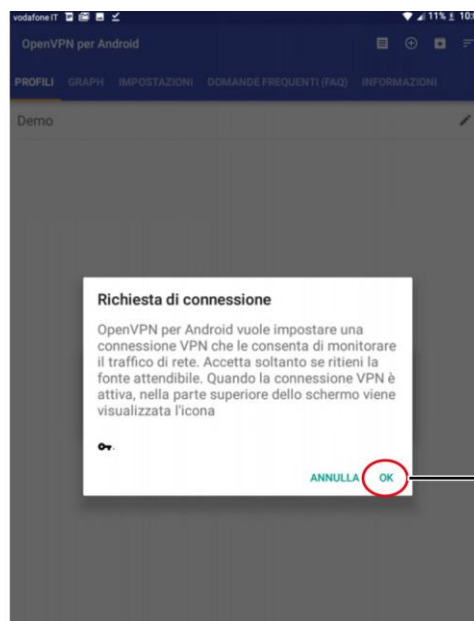 vodafone IT 11% 10:
OpenVPN per Android
PROFILI GRAPH IMPOSTAZIONI DOMANDE FREQUENTI (FAQ) INFORMAZIONI
Demo
Richiesta di connessione
OpenVPN per Android vuole impostare una
connessione VPN che le consenta di monitorare
il traffico di rete. Accetta soltanto se ritieni la
fonte attendibile. Quando la connessione VPN è
attiva, nella parte superiore dello schermo viene
visualizzata l'icona
.
ANNULLA OK